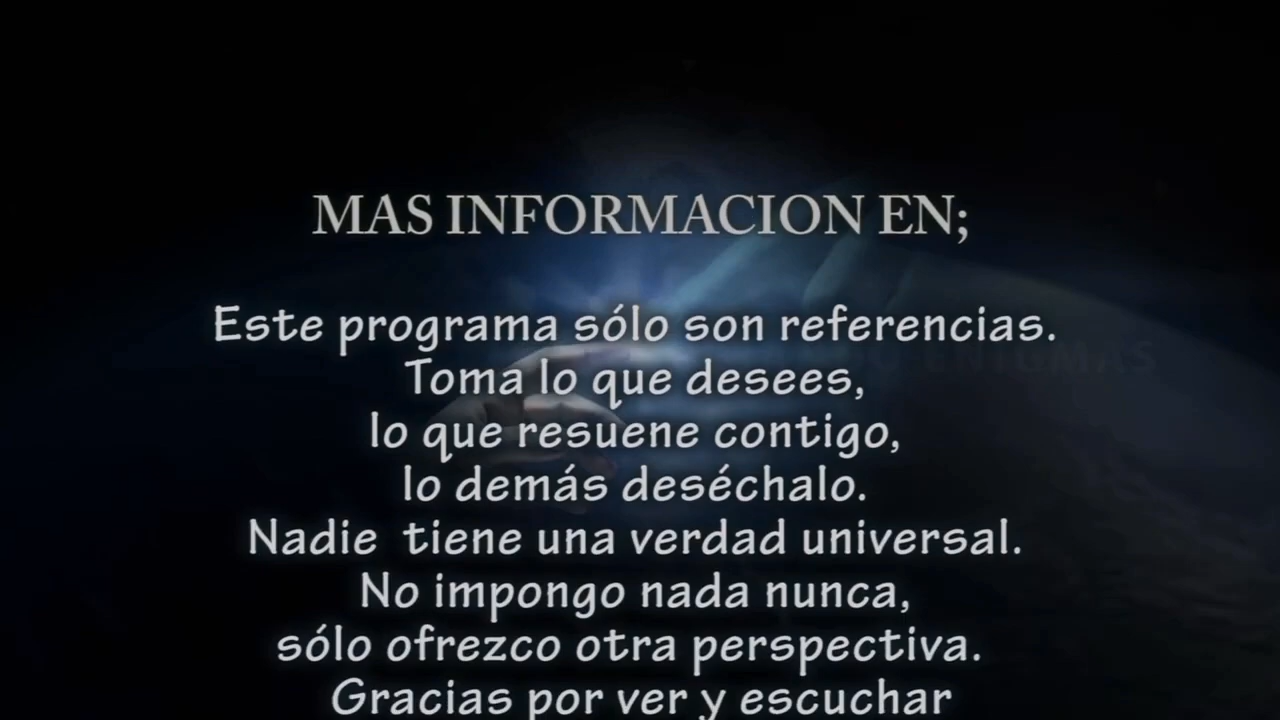 MAS INFORMACION EN;
Este programa sólo son referencias.
ENIGMAS
Toma lo que desees,
lo que resuene contigo,
lo demás deséchalo.
Nadie tiene una verdad universal.
No impongo nada nunca,
sólo ofrezco otra perspectiva.
Gracias por ver y escuchar